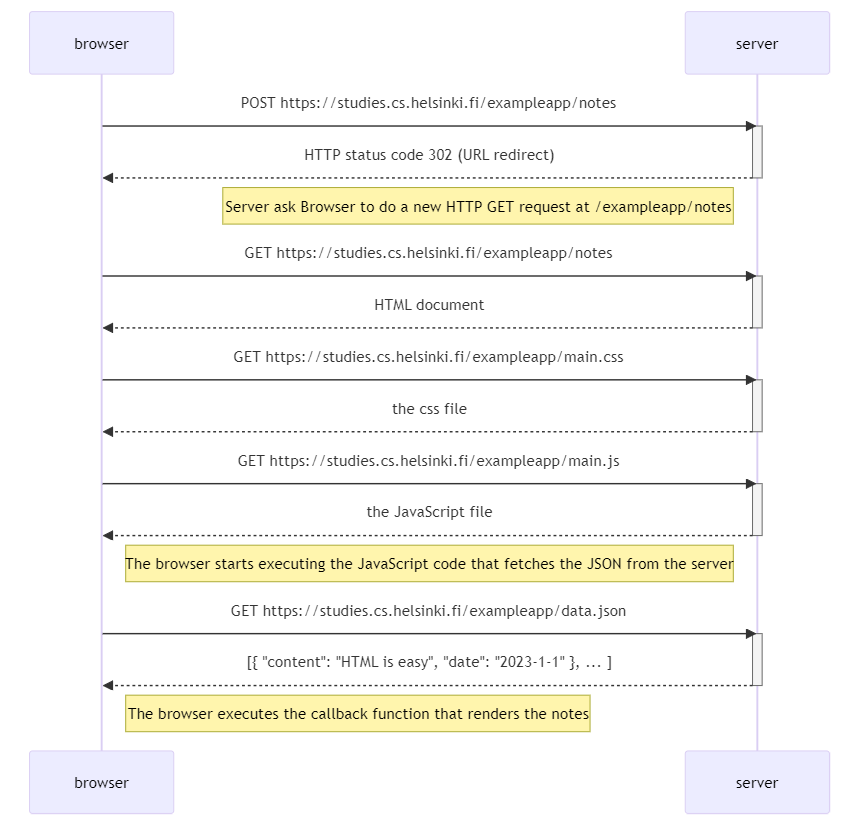 browser
server
POST https://studies.cs.helsinki.fi/exampleapp/notes
HTTP status code 302 (URL redirect)
Server ask Browser to do a new HTTP GET request at /exampleapp/notes
GET https://studies.cs.helsinki.fi/exampleapp/notes
HTML document
GET https://studies.cs.helsinki.fi/exampleapp/main.css
the css file
GET https://studies.cs.helsinki.fi/exampleapp/main.js
the JavaScript file
The browser starts executing the JavaScript code that fetches the JSON from the server
GET https://studies.cs.helsinki.fi/exampleapp/data.json
[{ "content": "HTML is easy", "date": "2023-1-1" }, ... ]
The browser executes the callback function that renders the notes
browser
server